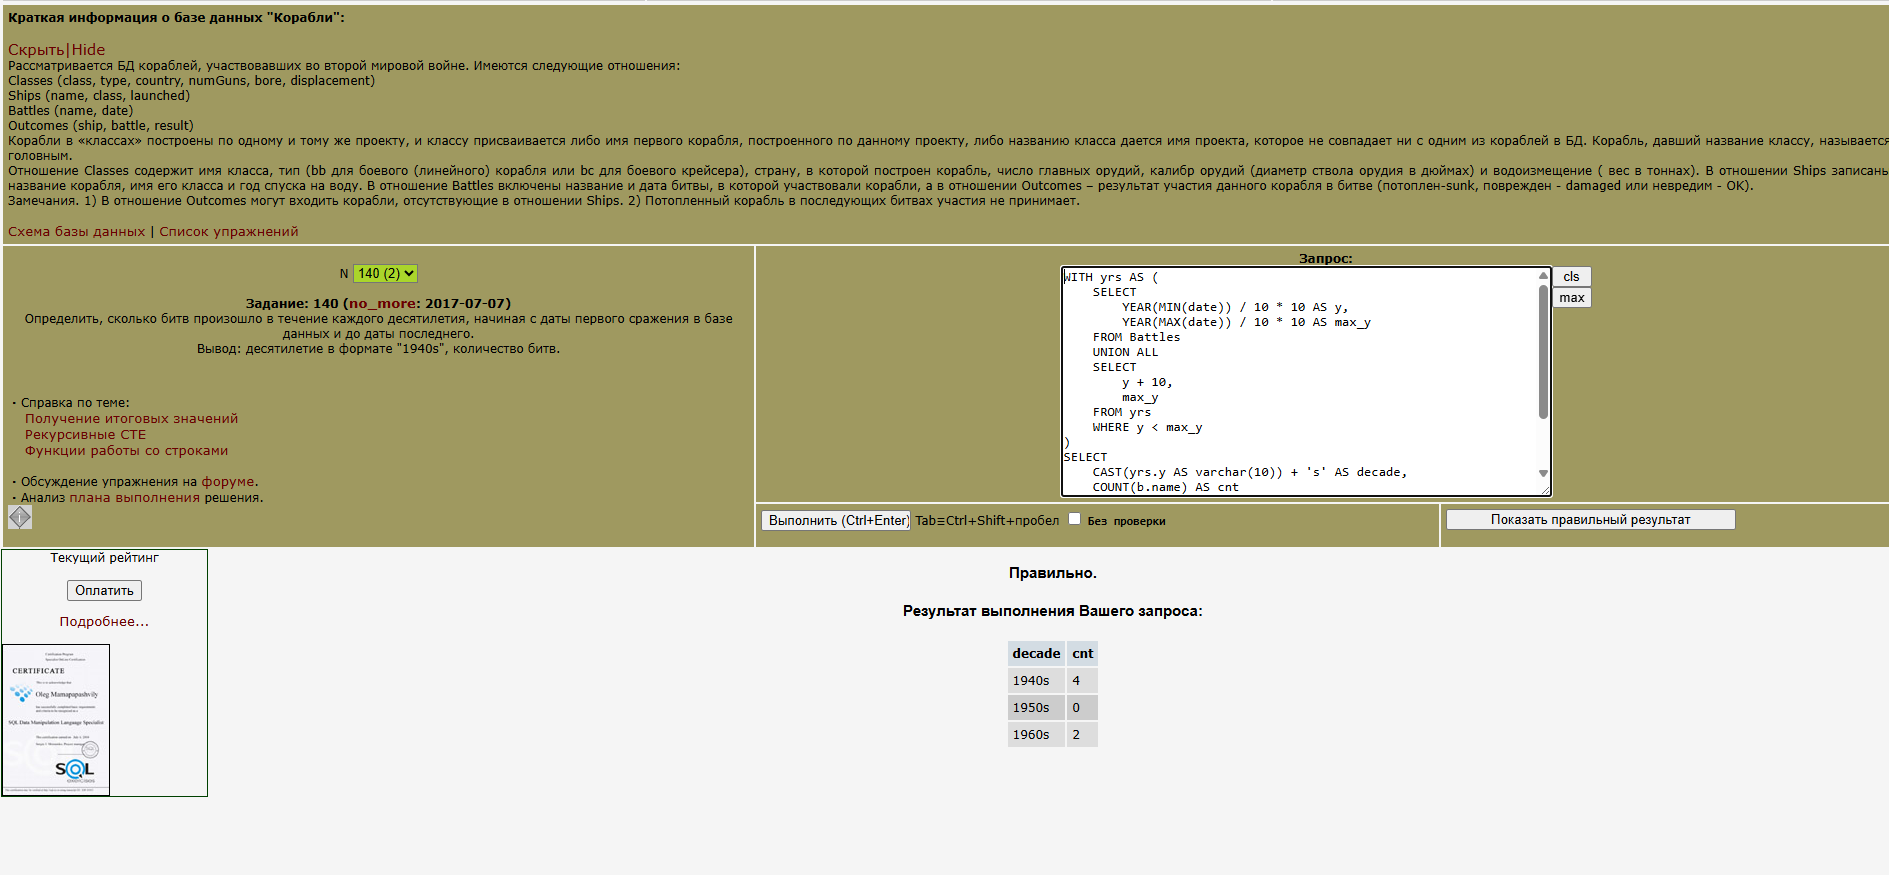 Краткая информация о базе данных "Корабли":
Скрыть|Hide
Рассматривается БД кораблей, участвовавших во второй мировой войне. Имеются следующие отношения:
Classes (class, type, country, numGuns, bore, displacement)
Ships (name, class, launched)
Battles (name, date)
Outcomes (ship, battle, result)
Корабли в «классах» построены по одному и тому же проекту, и классу присваивается либо имя первого корабля, построенного по данному проекту, либо названию класса дается имя проекта, которое не совпадает ни с одним из кораблей в БД. Корабль, давший название классу, называется
головным.
Отношение Classes содержит имя класса, тип (bb для боевого (линейного) корабля или bc для боевого крейсера), страну, в которой построен корабль, число главных орудий, калибр орудий (диаметр ствола орудия в дюймах) и водоизмещение ( вес в тоннах). В отношении Ships записаны
название корабля, имя его класса и год спуска на воду. В отношение Battles включены название и дата битвы, в которой участвовали корабли, а в отношении Outcomes – результат участия данного корабля в битве (потоплен-sunk, поврежден - damaged или невредим - OK).
Замечания. 1) В отношение Outcomes могут входить корабли, отсутствующие в отношении Ships. 2) Потопленный корабль в последующих битвах участия не принимает.
Схема базы данных | Список упражнений
N 140 (2)
Задание: 140 (no_more: 2017-07-07)
Определить, сколько битв произошло в течение каждого десятилетия, начиная с даты первого сражения в базе
данных и до даты последнего.
Вывод: десятилетие в формате "1940s", количество битв.
· Справка по теме:
Получение итоговых значений
Рекурсивные CTE
Функции работы со строками
· Обсуждение упражнения на форуме.
· Анализ плана выполнения решения.
Запрос:
WITH yrs AS (
SELECT
YEAR(MIN(date)) / 10 * 10 AS y,
YEAR(MAX(date)) / 10 * 10 AS max_y
FROM Battles
UNION ALL
SELECT
y + 10,
max_y
FROM yrs
WHERE y < max_y
)
SELECT
CAST(yrs.y AS varchar(10)) + 's' AS decade,
COUNT(b.name) AS cnt
cls
max
Выполнить (Ctrl+Enter) Tab=Ctrl+Shift+пробел Без проверки
Показать правильный результат
Текущий рейтинг
Оплатить
Подробнее...
CERTIFICATE
Oleg Mamapapashvily
SQL Data Manipulation Language Specialist
SQL
Правильно.
Результат выполнения Вашего запроса:
decade cnt
1940s 4
1950s 0
1960s 2